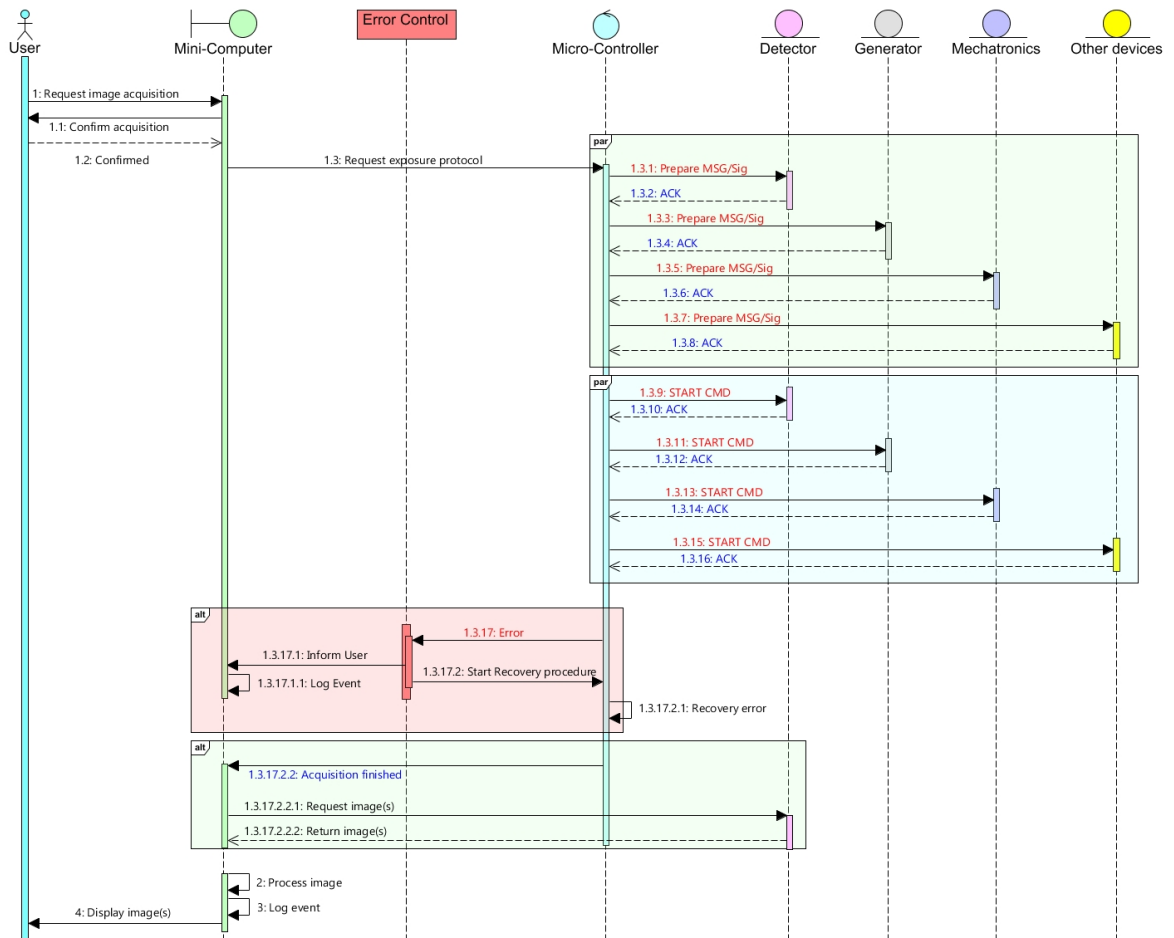 Error Control
User
Mini-Computer
Micro-Controller
Detector
Generator
Mechatronics
Other devices
1: Request image acquisition
1.1: Confirm acquisition
1.2: Confirmed
par
1.3: Request exposure protocol
1.3.1: Prepare MSG/Sig
1.3.2: ACK
1.3.3: Prepare MSG/Sig
1.3.4: ACK
1.3.5: Prepare MSG/Sig
1.3.6: ACK
1.3.7: Prepare MSG/Sig
1.3.8: ACK
par
1.3.9: START CMD
1.3.10: ACK
1.3.11: START CMD
1.3.12: ACK
1.3.13: START CMD
1.3.14: ACK
1.3.15: START CMD
1.3.16: ACK
alt
1.3.17: Error
1.3.17.1: Inform User
1.3.17.2: Start Recovery procedure
1.3.17.1.1: Log Event
1.3.17.2.1: Recovery error
alt
1.3.17.2.2: Acquisition finished
1.3.17.2.2.1: Request image(s)
1.3.17.2.2.2: Return image(s)
2: Process image
3: Log event
4: Display image(s)